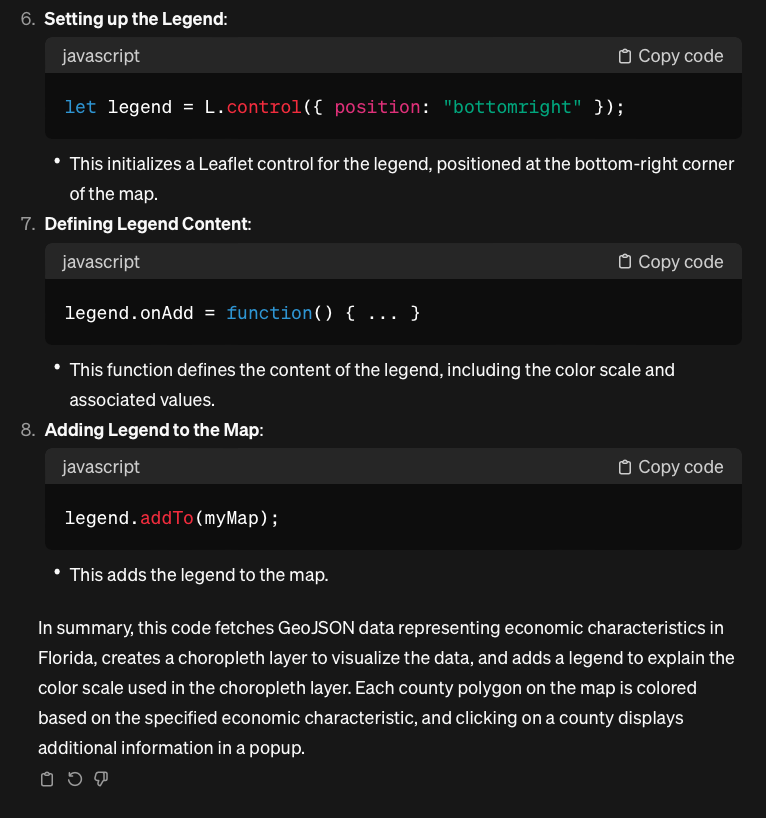 6. Setting up the Legend:
javascript Copy code
let legend = L.control({ position: "bottomright" });
• This initializes a Leaflet control for the legend, positioned at the bottom-right corner
of the map.
7. Defining Legend Content:
javascript Copy code
legend.onAdd = function() { ... }
• This function defines the content of the legend, including the color scale and
associated values.
8. Adding Legend to the Map:
javascript Copy code
legend.addTo(myMap);
• This adds the legend to the map.
In summary, this code fetches GeoJSON data representing economic characteristics in
Florida, creates a choropleth layer to visualize the data, and adds a legend to explain the
color scale used in the choropleth layer. Each county polygon on the map is colored
based on the specified economic characteristic, and clicking on a county displays
additional information in a popup.